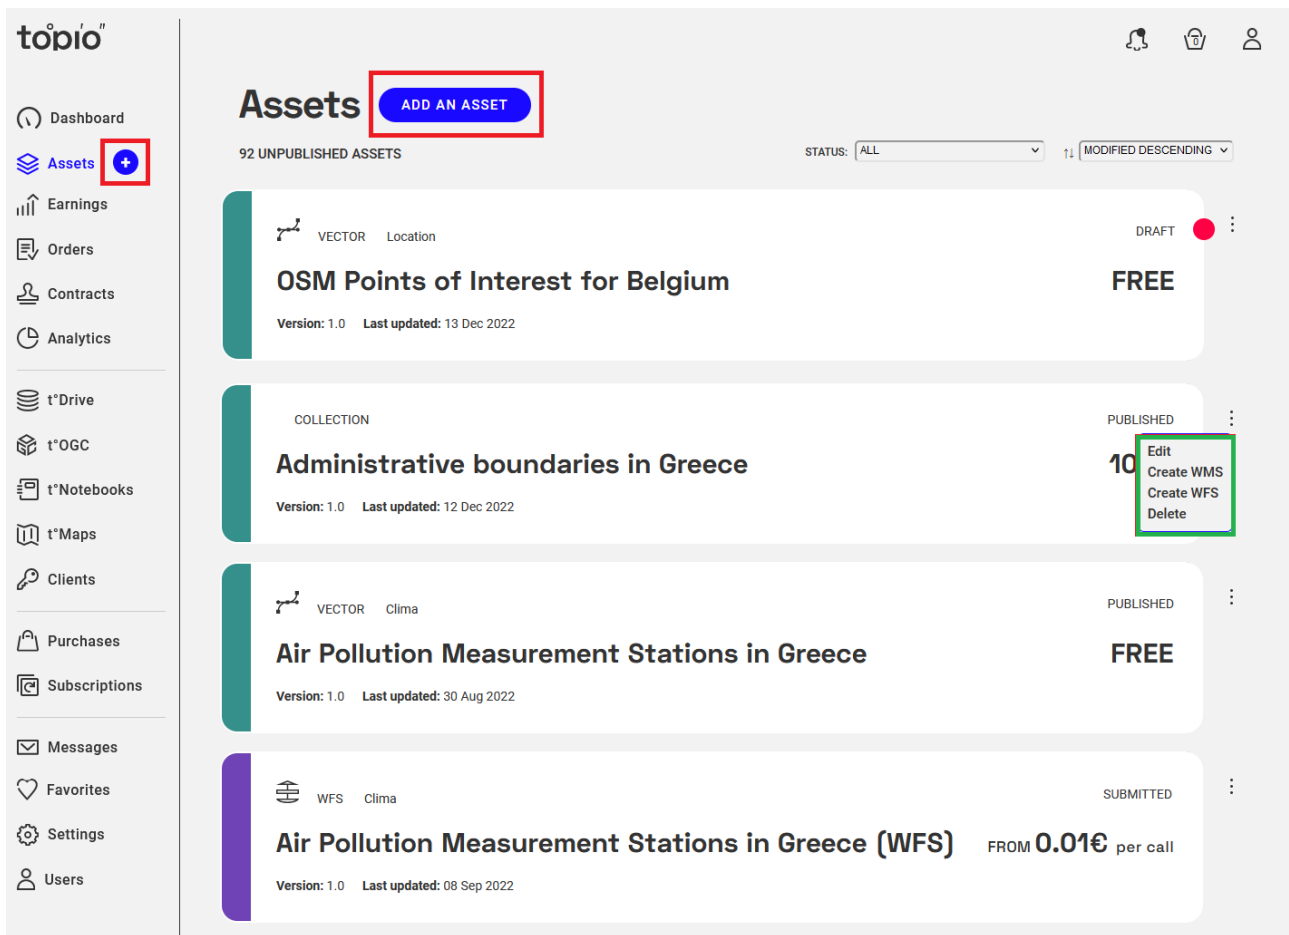 topio
Dashboard
Assets
Earnings
Orders
Contracts
Analytics
t°Drive
t°OGC
t°Notebooks
t°Maps
Clients
Purchases
Subscriptions
Messages
Favorites
Settings
Users
0
Assets ADD AN ASSET
92 UNPUBLISHED ASSETS STATUS: ALL MODIFIED DESCENDING
VECTOR Location DRAFT
OSM Points of Interest for Belgium FREE
Version: 1.0 Last updated: 13 Dec 2022
COLLECTION PUBLISHED
Administrative boundaries in Greece 10
Version: 1.0 Last updated: 12 Dec 2022
Edit
Create WMS
Create WFS
Delete
VECTOR Clima PUBLISHED
Air Pollution Measurement Stations in Greece FREE
Version: 1.0 Last updated: 30 Aug 2022
WFS Clima SUBMITTED
Air Pollution Measurement Stations in Greece (WFS) FROM 0.01€ per call
Version: 1.0 Last updated: 08 Sep 2022